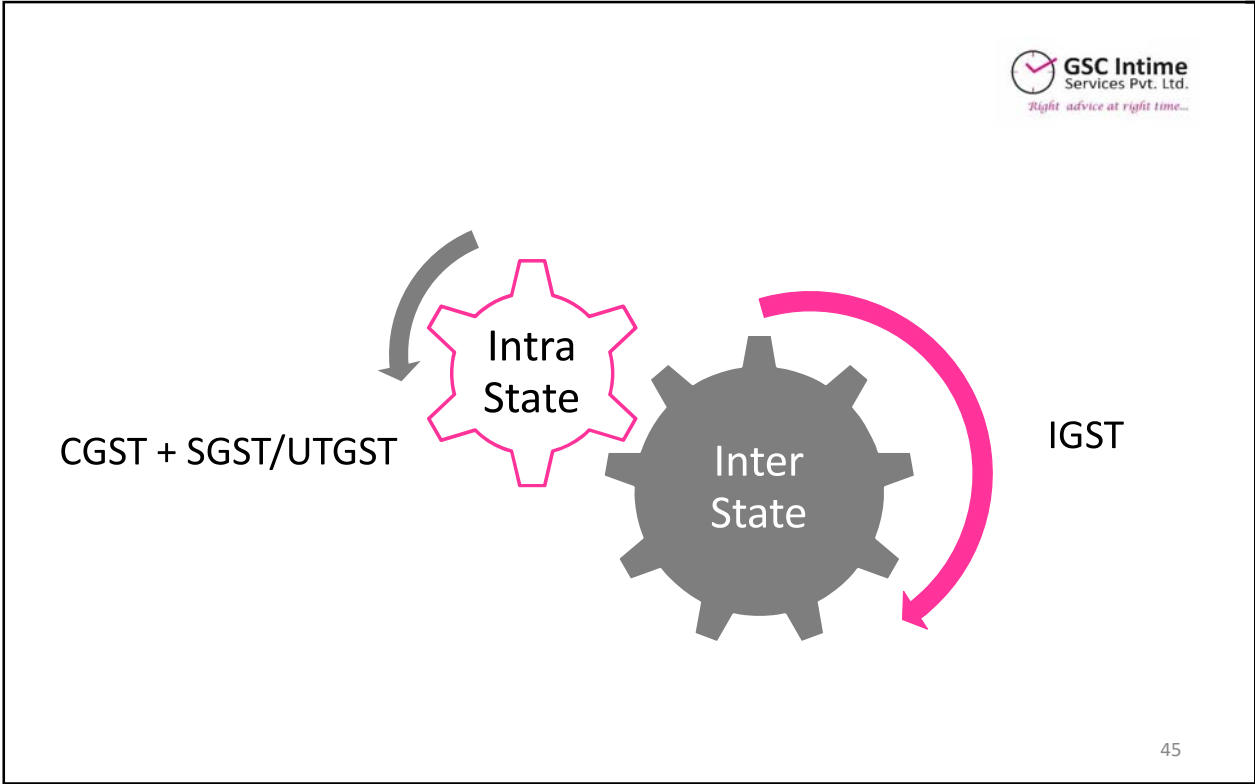 GSC Intime
Services Pvt. Ltd.
Right advice at right time...
Intra
State
CGST + SGST/UTGST
Inter
State
IGST
45